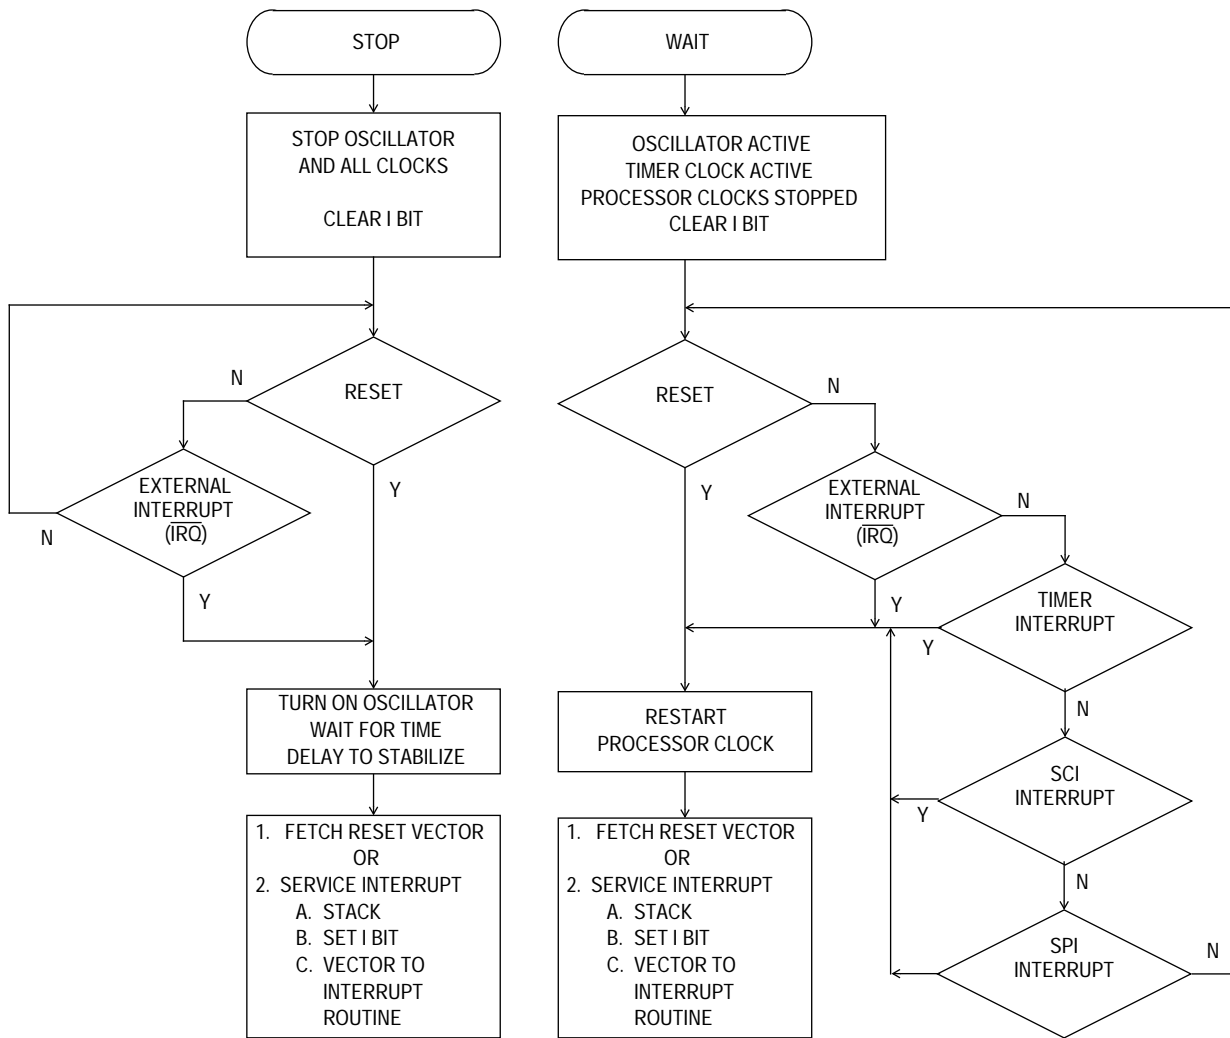 STOP
STOP OSCILLATOR
AND ALL CLOCKS
CLEAR I BIT
RESET
N
Y
EXTERNAL
INTERRUPT
(IRQ)
N
Y
TURN ON OSCILLATOR
WAIT FOR TIME
DELAY TO STABILIZE
1. FETCH RESET VECTOR
OR
2. SERVICE INTERRUPT
A. STACK
B. SET I BIT
C. VECTOR TO
INTERRUPT
ROUTINE
WAIT
OSCILLATOR ACTIVE
TIMER CLOCK ACTIVE
PROCESSOR CLOCKS STOPPED
CLEAR I BIT
RESET
N
Y
EXTERNAL
INTERRUPT
(IRQ)
N
Y
TIMER
INTERRUPT
Y
N
SCI
INTERRUPT
Y
N
SPI
INTERRUPT
N
RESTART
PROCESSOR CLOCK
1. FETCH RESET VECTOR
OR
2. SERVICE INTERRUPT
A. STACK
B. SET I BIT
C. VECTOR TO
INTERRUPT
ROUTINE